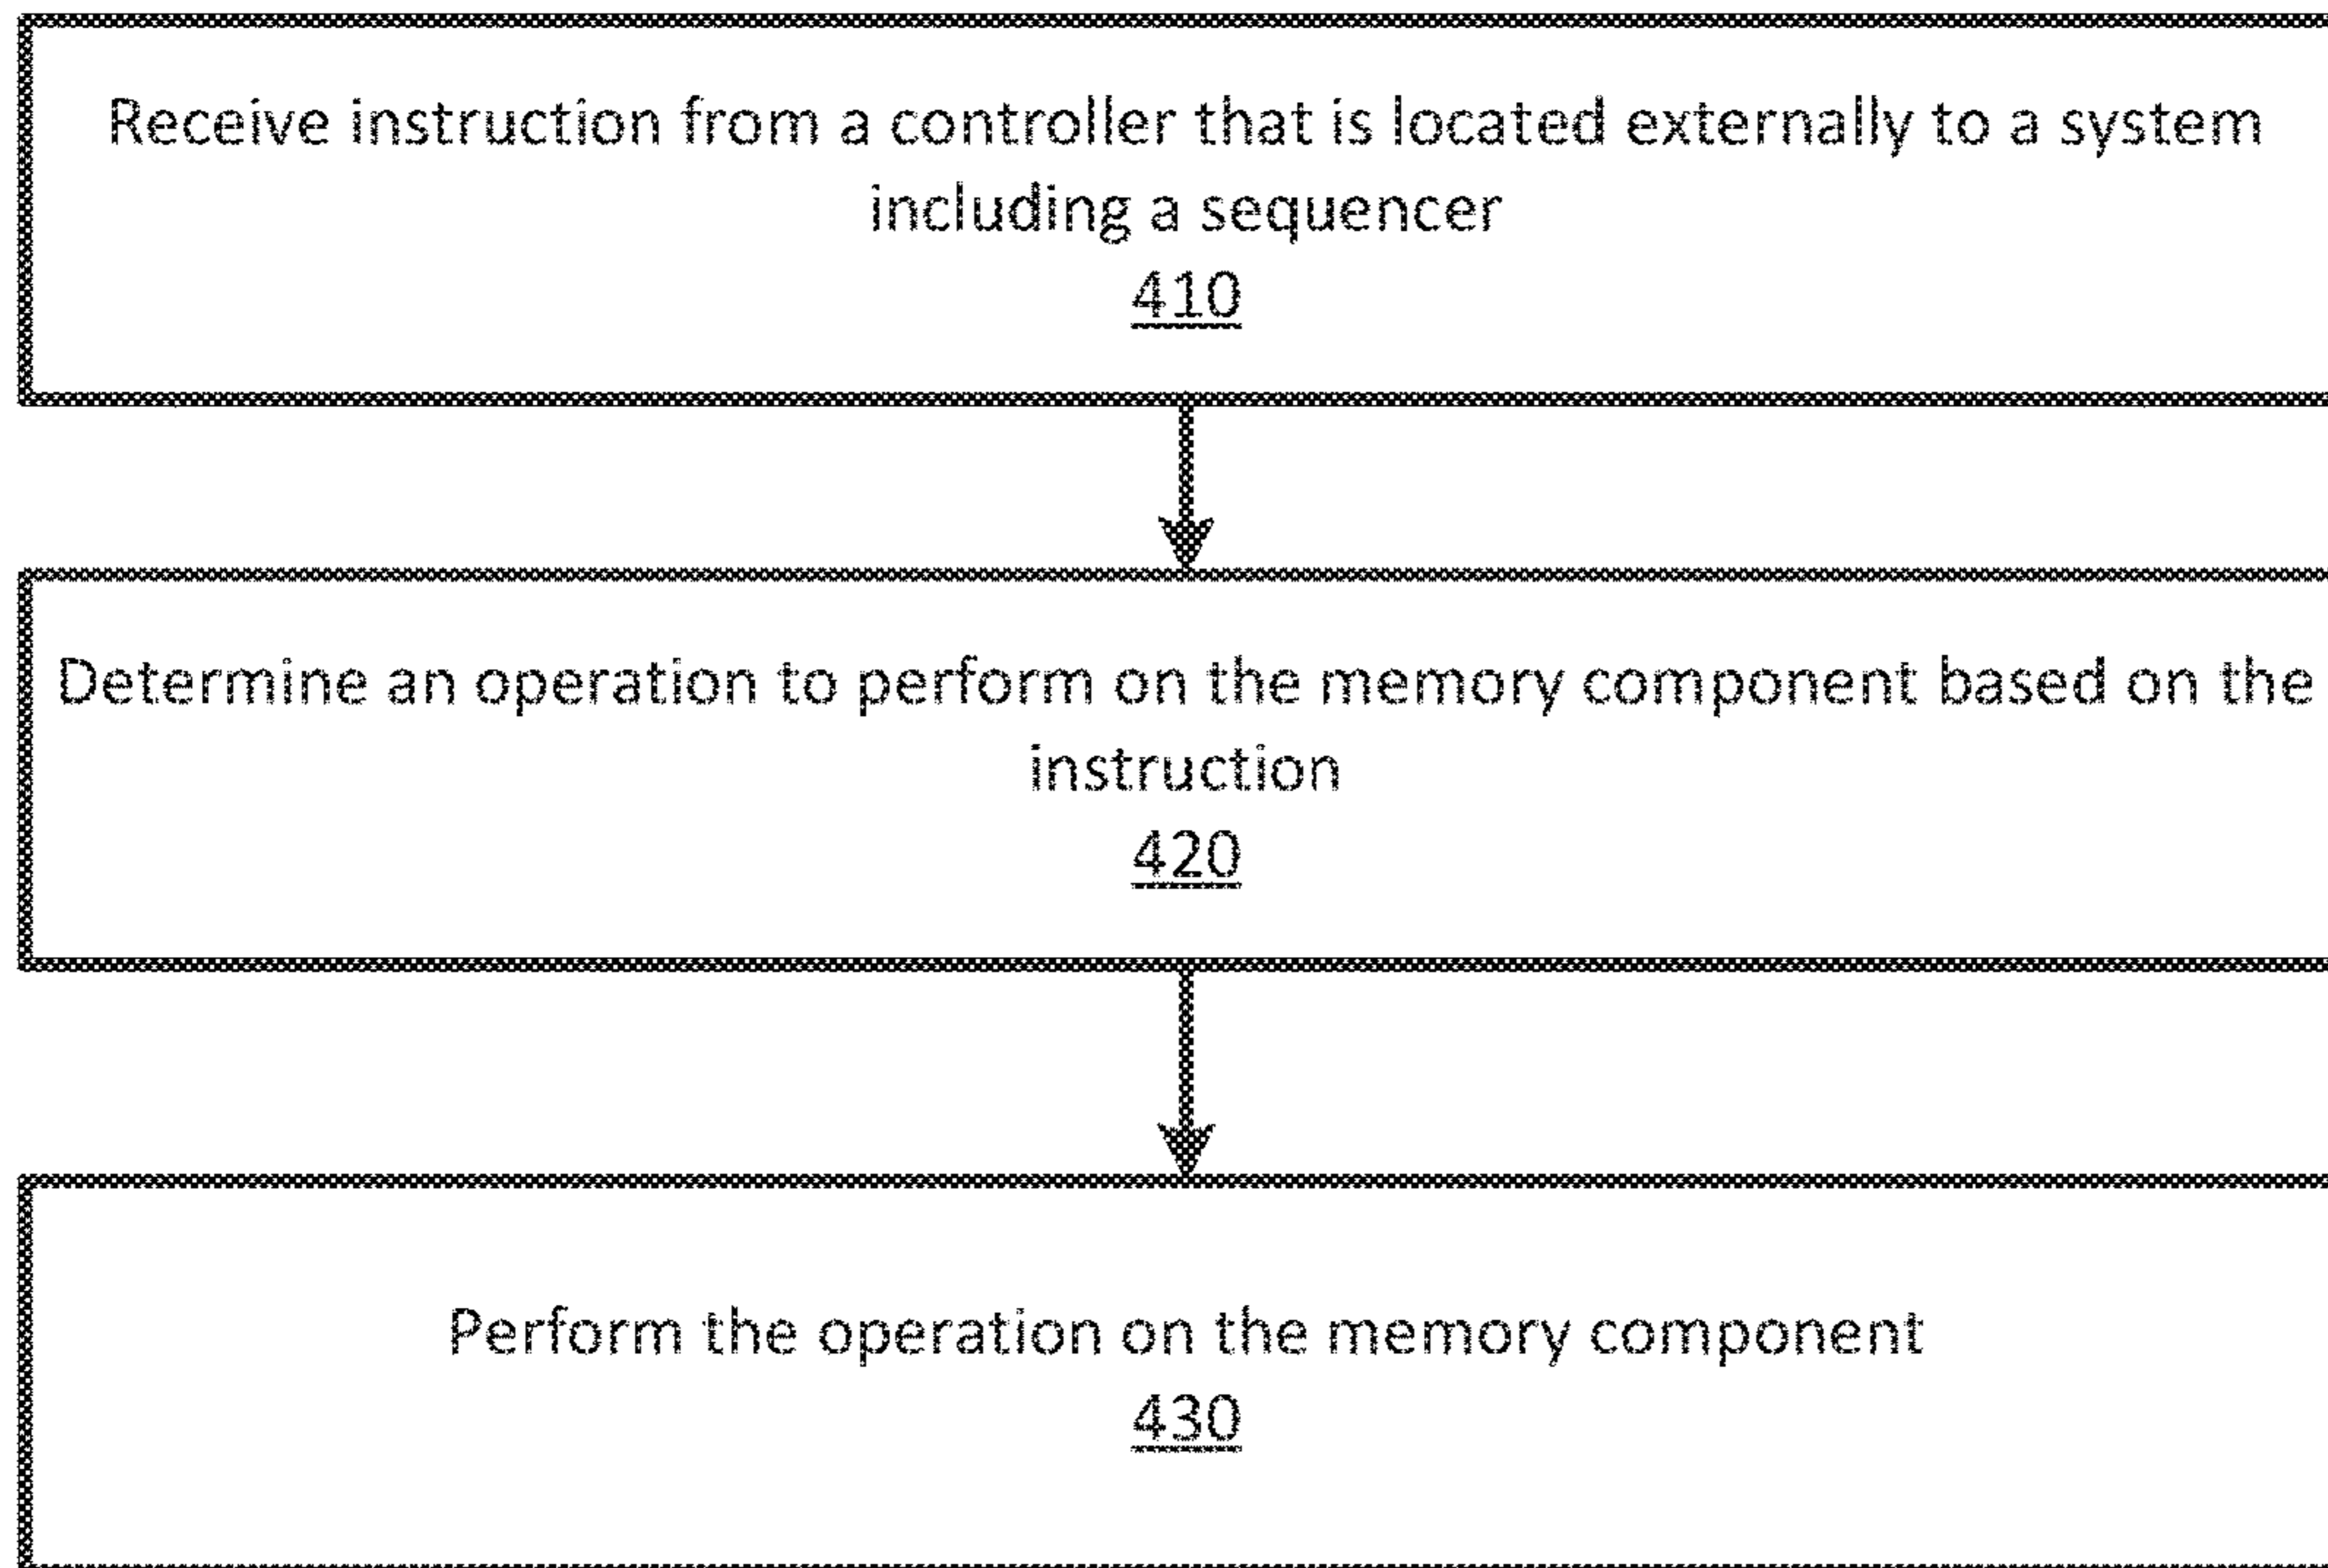 Receive instruction from a controller that is located externally to a system
including a sequencer
410
Determine an operation to perform on the memory component based on the
instruction
420
Perform the operation on the memory component
430